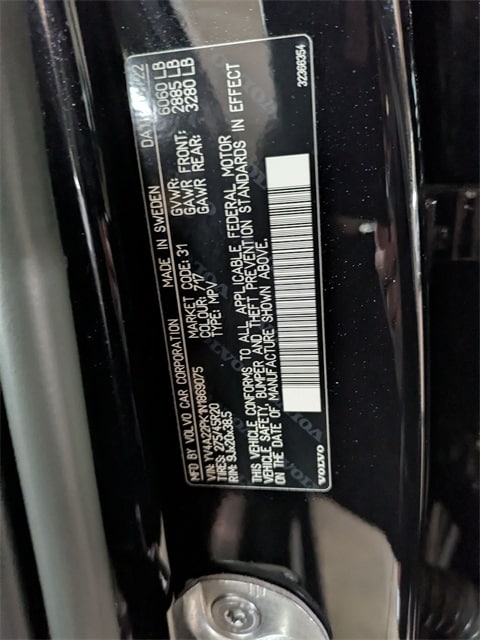 MFD BY VOLVO CAR CORPORATION MADE IN SWEDEN
VIN: YV4A22PK1N1869075 MARKET CODE: 31 GVWR: 6060 LB
TIRES: 275/45R20 COLOUR: 717 GAWR FRONT: 2885 LB
RIM: 9Jx20x38.5 TYPE: MPV GAWR REAR: 3280 LB
THIS VEHICLE CONFORMS TO ALL APPLICABLE FEDERAL MOTOR
VEHICLE SAFETY, BUMPER AND THEFT PREVENTION STANDARDS IN EFFECT
ON THE DATE OF MANUFACTURE SHOWN ABOVE.
VOLVO 32366354